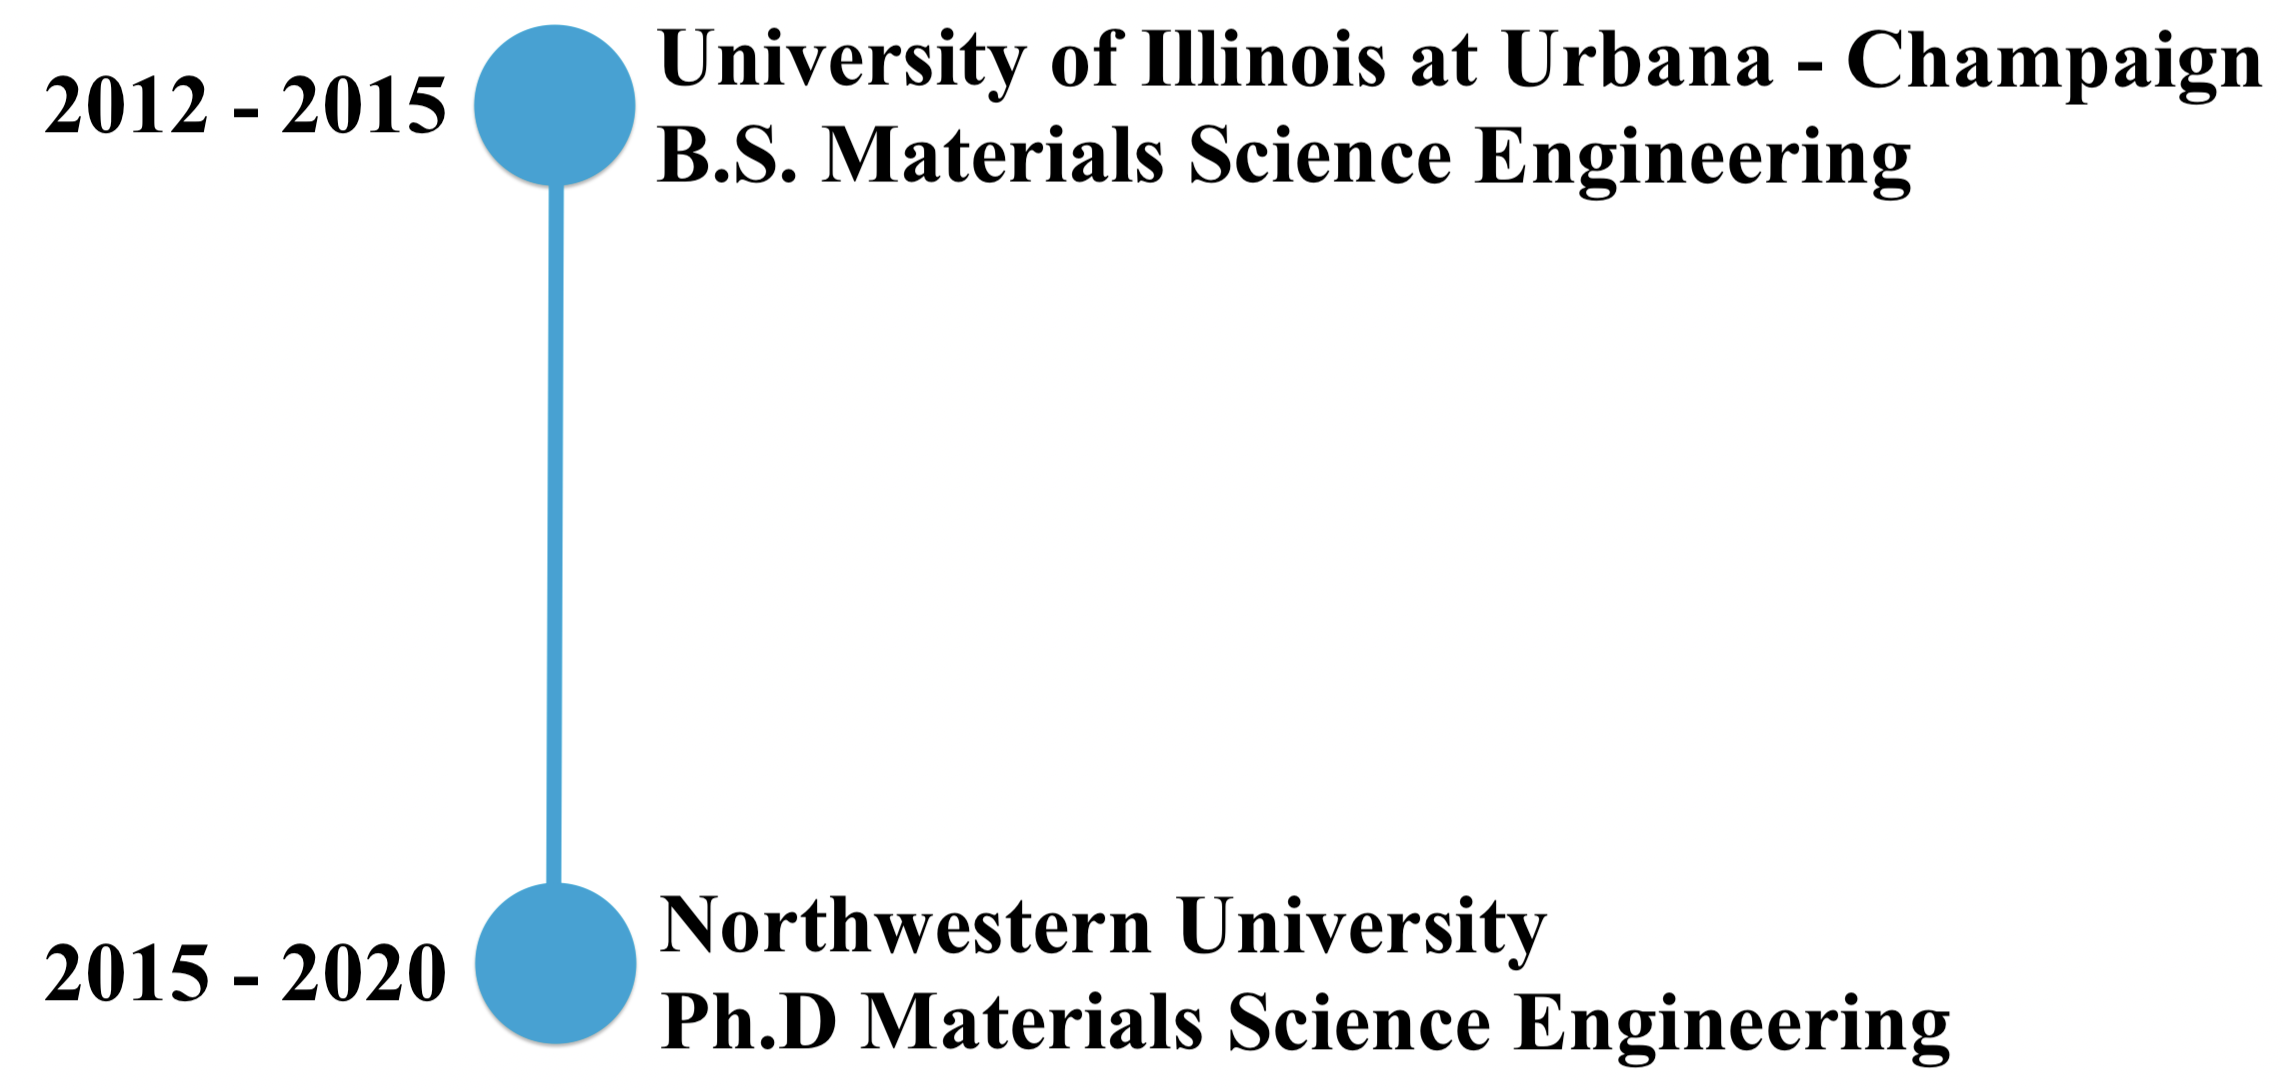 2012 - 2015
University of Illinois at Urbana - Champaign
B.S. Materials Science Engineering
2015 - 2020
Northwestern University
Ph.D Materials Science Engineering